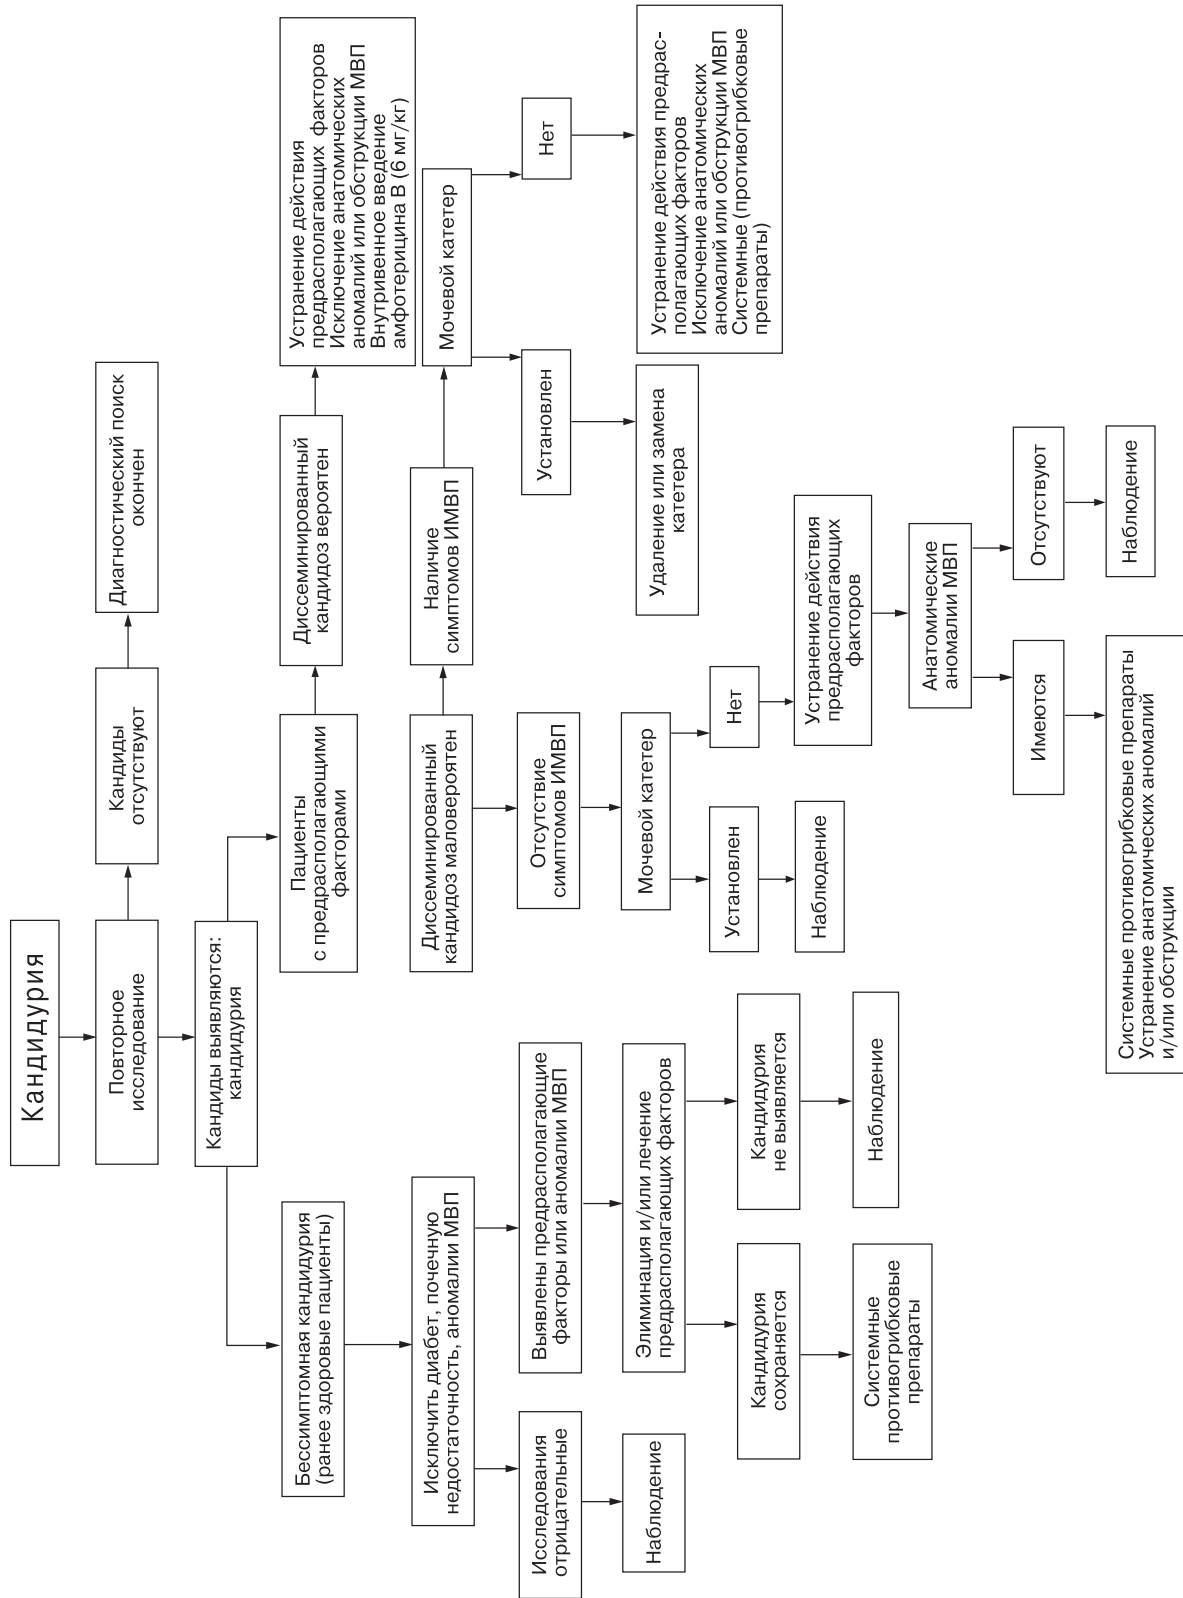 Кандидурия
Повторное
исследование
Кандиды
отсутствуют
Диагностический поиск
окончен
Кандиды выявляются:
кандидурия
Бессимптомная кандидурия
(ранее здоровые пациенты)
Пациенты
с предрасполагающими
факторами
Диссеминированный
кандидоз вероятен
Устранение действия
предрасполагающих факторов
Исключение анатомических
аномалий или обструкции МВП
Внутривенное введение
амфотерицина В (6 мг/кг)
Исключить диабет, почечную
недостаточность, аномалии МВП
Диссеминированный
кандидоз маловероятен
Наличие
симптомов ИМВП
Мочевой катетер
Исследования
отрицательные
Выявлены предрасполагающие
факторы или аномалии МВП
Отсутствие
симптомов ИМВП
Установлен
Нет
Наблюдение
Элиминация и/или лечение
предрасполагающих факторов
Мочевой катетер
Удаление или замена
катетера
Устранение действия предрас-
полагающих факторов
Исключение анатомических
аномалий или обструкции МВП
Системные (противогрибковые
препараты)
Кандидурия
сохраняется
Кандидурия
не выявляется
Установлен
Нет
Системные
противогрибковые
препараты
Наблюдение
Наблюдение
Устранение действия
предрасполагающих
факторов
Анатомические
аномалии МВП
Имеются
Отсутствуют
Системные противогрибковые препараты
Устранение анатомических аномалий
и/или обструкции
Наблюдение